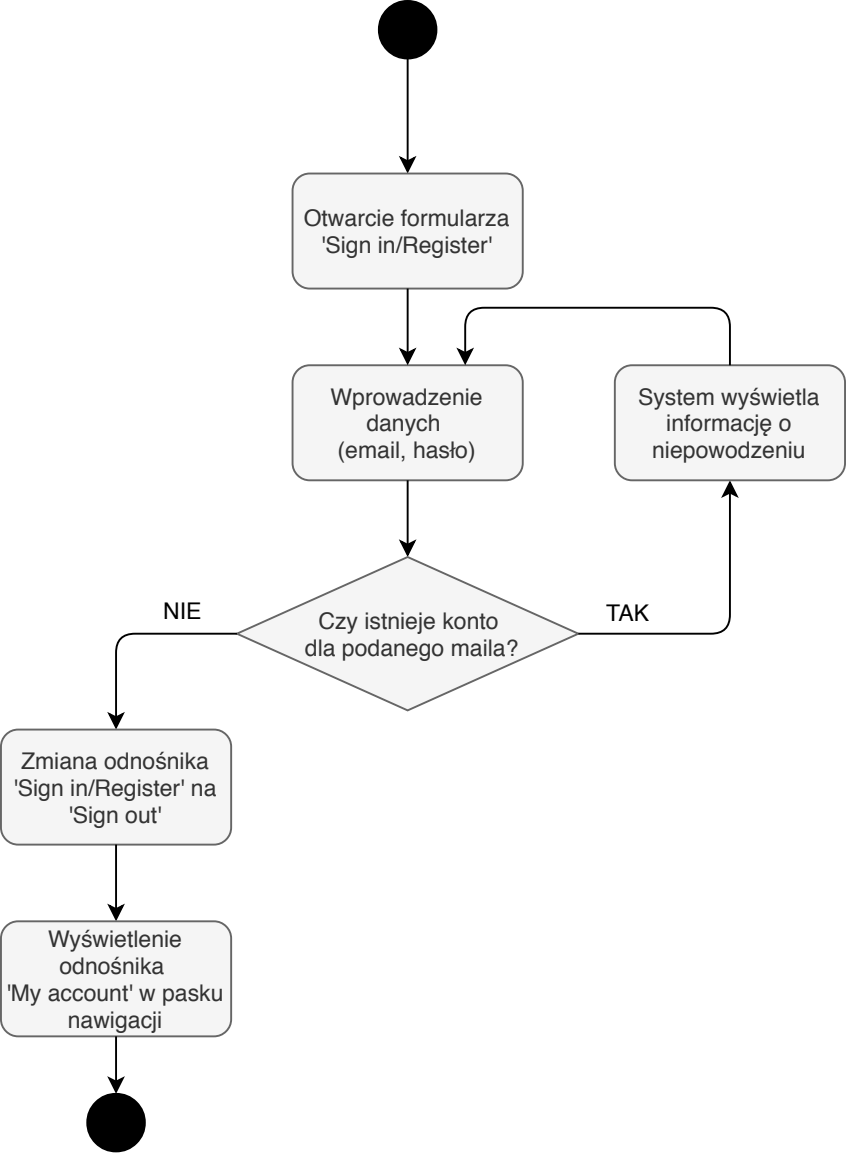 Otwarcie formularza
'Sign in/Register'
Wprowadzenie
danych
(email, hasło)
System wyświetla
informację o
niepowodzeniu
Czy istnieje konto
dla podanego maila?
NIE
TAK
Zmiana odnośnika
'Sign in/Register' na
'Sign out'
Wyświetlenie
odnośnika
'My account' w pasku
nawigacji